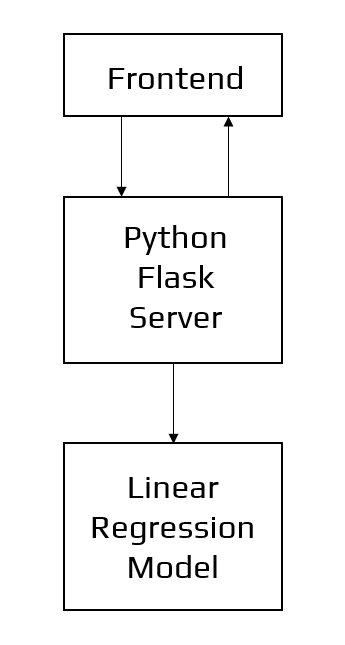 Frontend
Python
Flask
Server
Linear
Regression
Model